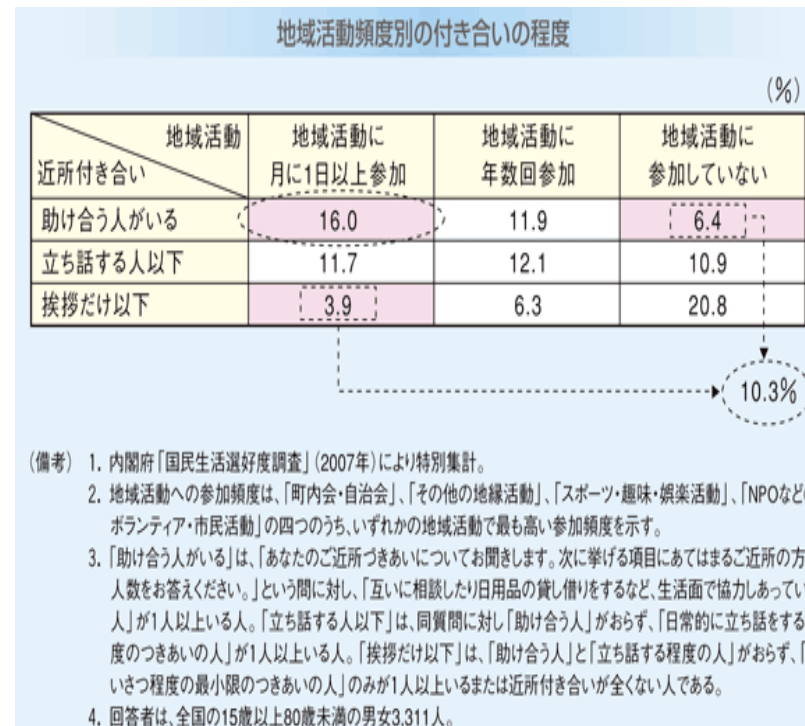 地域活動頻度別の付き合いの程度
(%)
地域活動
近所付き合い
地域活動に
月に1日以上参加
地域活動に
年数回参加
地域活動に
参加していない
助け合う人がいる 16.0 11.9 6.4
立ち話する人以下 11.7 12.1 10.9
挨拶だけ以下 3.9 6.3 20.8
10.3%
(備考) 1. 内閣府「国民生活選好度調査」(2007年)により特別集計。
2. 地域活動への参加頻度は、「町内会・自治会」、「その他の地縁活動」、「スポーツ・趣味・娯楽活動」、「NPOなど
ボランティア・市民活動」の四つのうち、いずれかの地域活動で最も高い参加頻度を示す。
3. 「助け合う人がいる」は、「あなたのご近所づきあいについてお聞きします。次に挙げる項目にあてはまるご近所の方
人数をお答えください。」という問に対し、「互いに相談したり日用品の貸し借りをするなど、生活面で協力しあってい
人」が1人以上いる人。「立ち話する人以下」は、同質問に対し「助け合う人」がおらず、「日常的に立ち話をする
度のつきあいの人」が1人以上いる人。「挨拶だけ以下」は、「助け合う人」と「立ち話する程度の人」がおらず、「
いさつ程度の最小限のつきあいの人」のみが1人以上いるまたは近所付き合いが全くない人である。
4. 回答者は、全国の15歳以上80歳未満の男女3,311人。